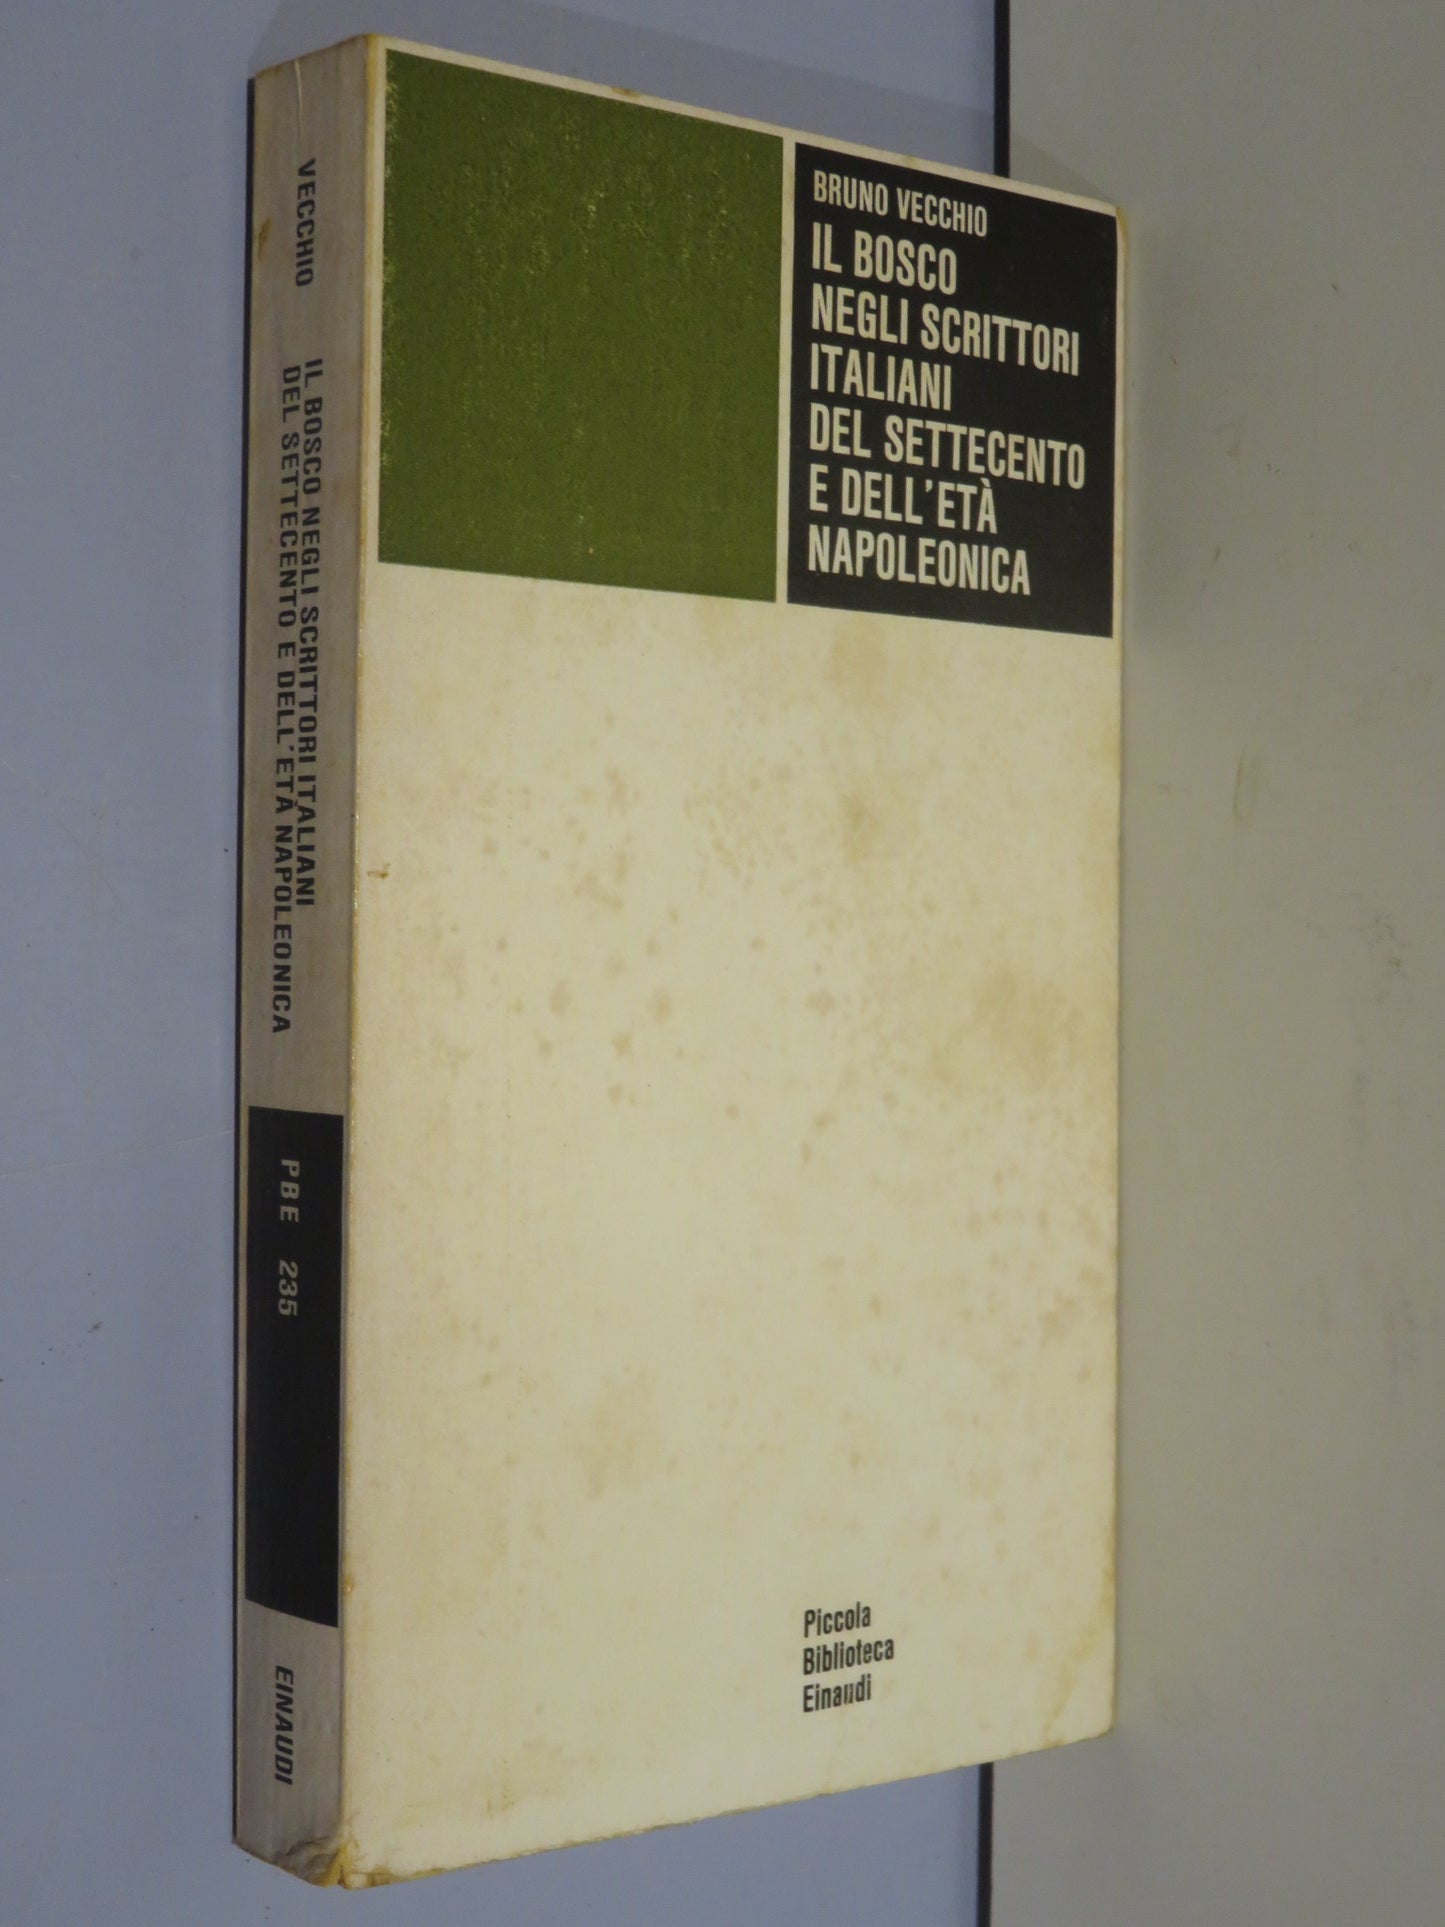 BRUNO VECCHIO
IL BOSCO
NEGLI SCRITTORI
ITALIANI
DEL SETTECENTO
E DELL'ETÀ
NAPOLEONICA
Piccola
Biblioteca
Einaudi
VECCHIO
IL BOSCO NEGLI SCRITTORI ITALIANI
DEL SETTECENTO E DELL'ETÀ NAPOLEONICA
PBE 235
EINAUDI